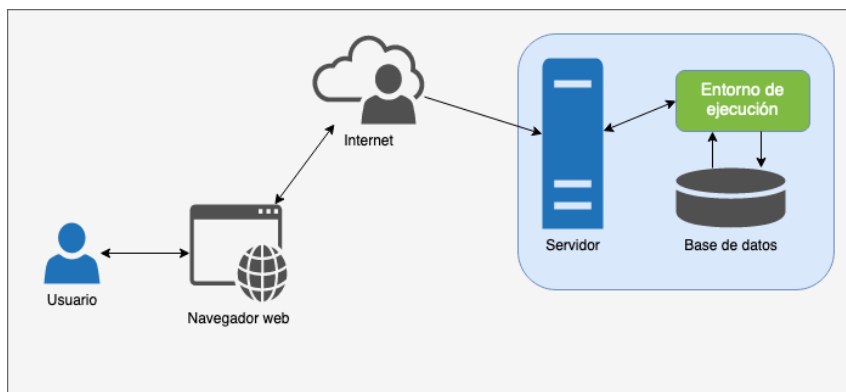 Entorno de
ejecución
Internet
Servidor
Base de datos
Usuario
Navegador web